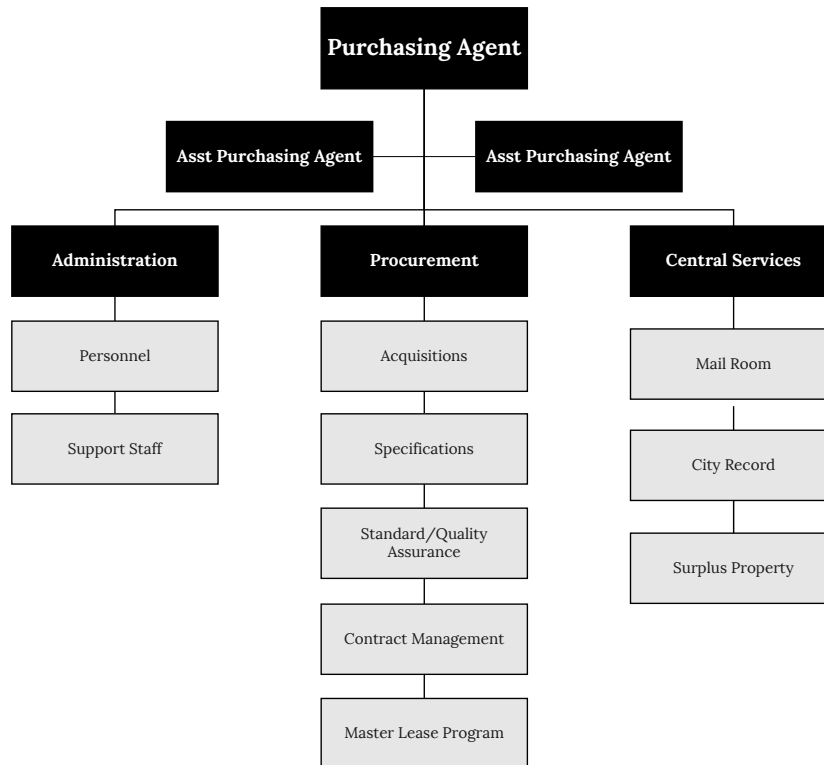 Purchasing Agent
Asst Purchasing Agent
Asst Purchasing Agent
Administration
Procurement
Central Services
Personnel
Support Staff
Acquisitions
Specifications
Standard/Quality
Assurance
Contract Management
Master Lease Program
Mail Room
City Record
Surplus Property